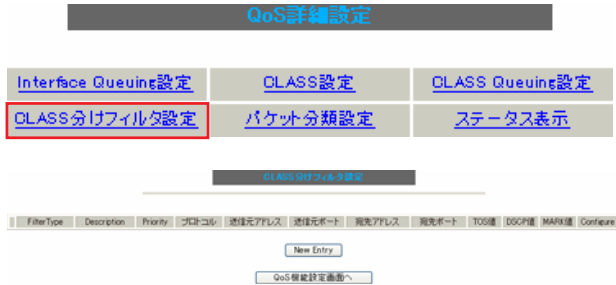 QoS詳細設定
Interface Queuing設定 CLASS設定 CLASS Queuing設定
CLASS分けフィルタ設定 パケット分類設定 ステータス表示
CLASS分けフィルタ設定
FilterType Description Priority プロトコル 送信元アドレス 送信元ポート 宛先アドレス 宛先ポート TOS値 DSCP値 MARK値 Configure
New Entry
QoS機能設定画面へ